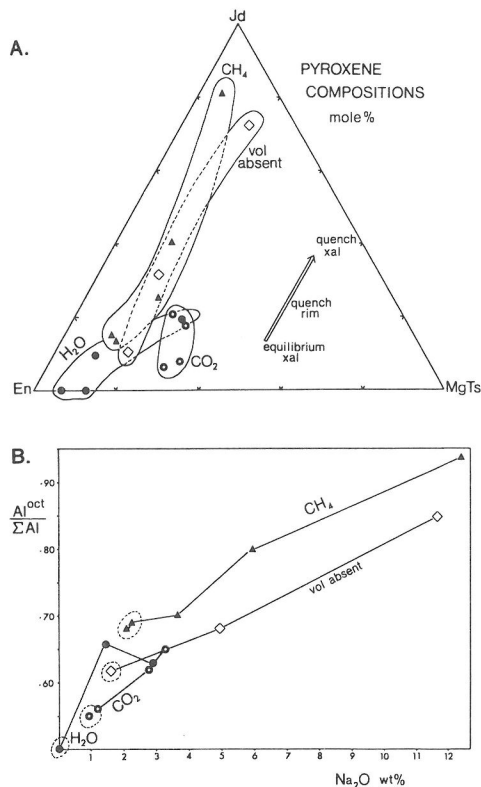 A.
Jd
CH₄
PYROXENE
COMPOSITIONS
mole%
vol
absent
quench
xal
quench
rim
equilibrium
xal
H₂O
CO₂
En
MgTs
B.
Al^oct
ΣAl
·90
·80
·70
·60
CH₄
vol absent
CO₂
H₂O
1 2 3 4 5 6 7 8 9 10 11 12
Na₂O wt%